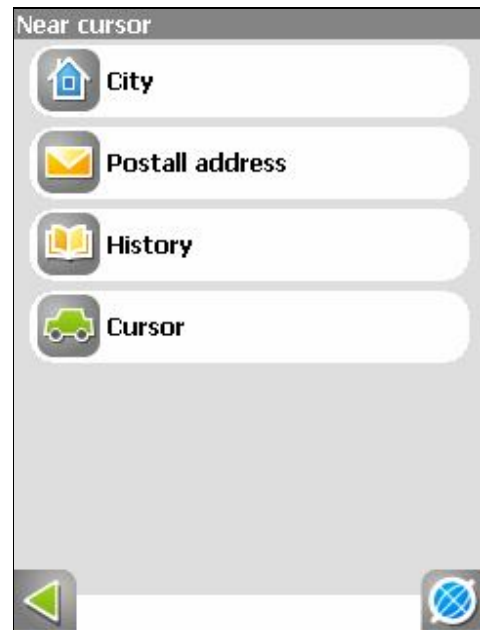 Near cursor
City
Postall address
History
Cursor